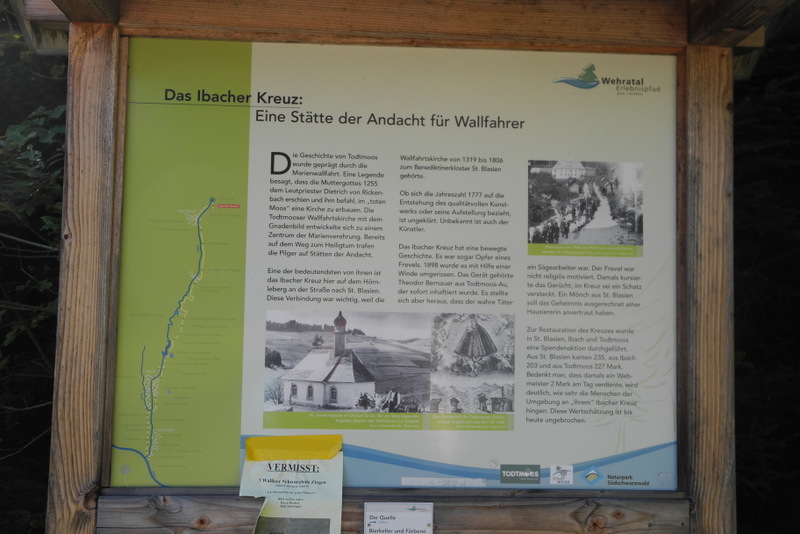 Wehratal
Erlebnispfad
Das Ibacher Kreuz:
Eine Stätte der Andacht für Wallfahrer
Die Geschichte von Todtmoos
wurde geprägt durch die
Marienwallfahrt. Eine Legende
besagt, dass die Muttergottes 1255
dem Leutpriester Dietrich von Ricken-
bach erschien und ihm befahl, im „toten
Moos" eine Kirche zu erbauen. Die
Todtmooser Wallfahrtskirche mit dem
Gnadenbild entwickelte sich zu einem
Zentrum der Marienverehrung. Bereits
auf dem Weg zum Heiligtum trafen
die Pilger auf Stätten der Andacht.
Eine der bedeutendsten von ihnen ist
das Ibacher Kreuz hier auf dem Hörn-
leberg an der Straße nach St. Blasien.
Diese Verbindung war wichtig, weil die
Wallfahrtskirche von 1319 bis 1806
zum Benediktinerkloster St. Blasien
gehörte.
Ob sich die Jahreszahl 1777 auf die
Entstehung des qualitätvollen Kunst-
werks oder seine Aufstellung bezieht,
ist ungeklärt. Unbekannt ist auch der
Künstler.
Das Ibacher Kreuz hat eine bewegte
Geschichte. Es war sogar Opfer eines
Frevels. 1898 wurde es mit Hilfe einer
Winde umgerissen. Das Gerät gehörte
Theodor Bernauer aus Todtmoos-Au,
der sofort inhaftiert wurde. Es stellte
sich aber heraus, dass der wahre Täter
ein Sägearbeiter war. Der Frevel war
nicht religiös motiviert. Damals kursier-
te das Gerücht, im Kreuz sei ein Schatz
versteckt. Ein Mönch aus St. Blasien
soll das Geheimnis ausgerechnet einer
Hausiererin anvertraut haben.
Zur Restauration des Kreuzes wurde
in St. Blasien, Ibach und Todtmoos
eine Spendenaktion durchgeführt.
Aus St. Blasien kamen 235, aus Ibach
203 und aus Todtmoos 227 Mark.
Bedenkt man, dass damals ein Web-
meister 2 Mark am Tag verdiente, wird
deutlich, wie sehr die Menschen der
Umgebung an „ihrem" Ibacher Kreuz
hingen. Diese Wertschätzung ist bis
heute ungebrochen.
TODTMOOS
Naturpark
Südschwarzwald
VERMISST:
3 Walliser Schwarzhals Ziegen
Die Quelle
Bierkeller und Färberei